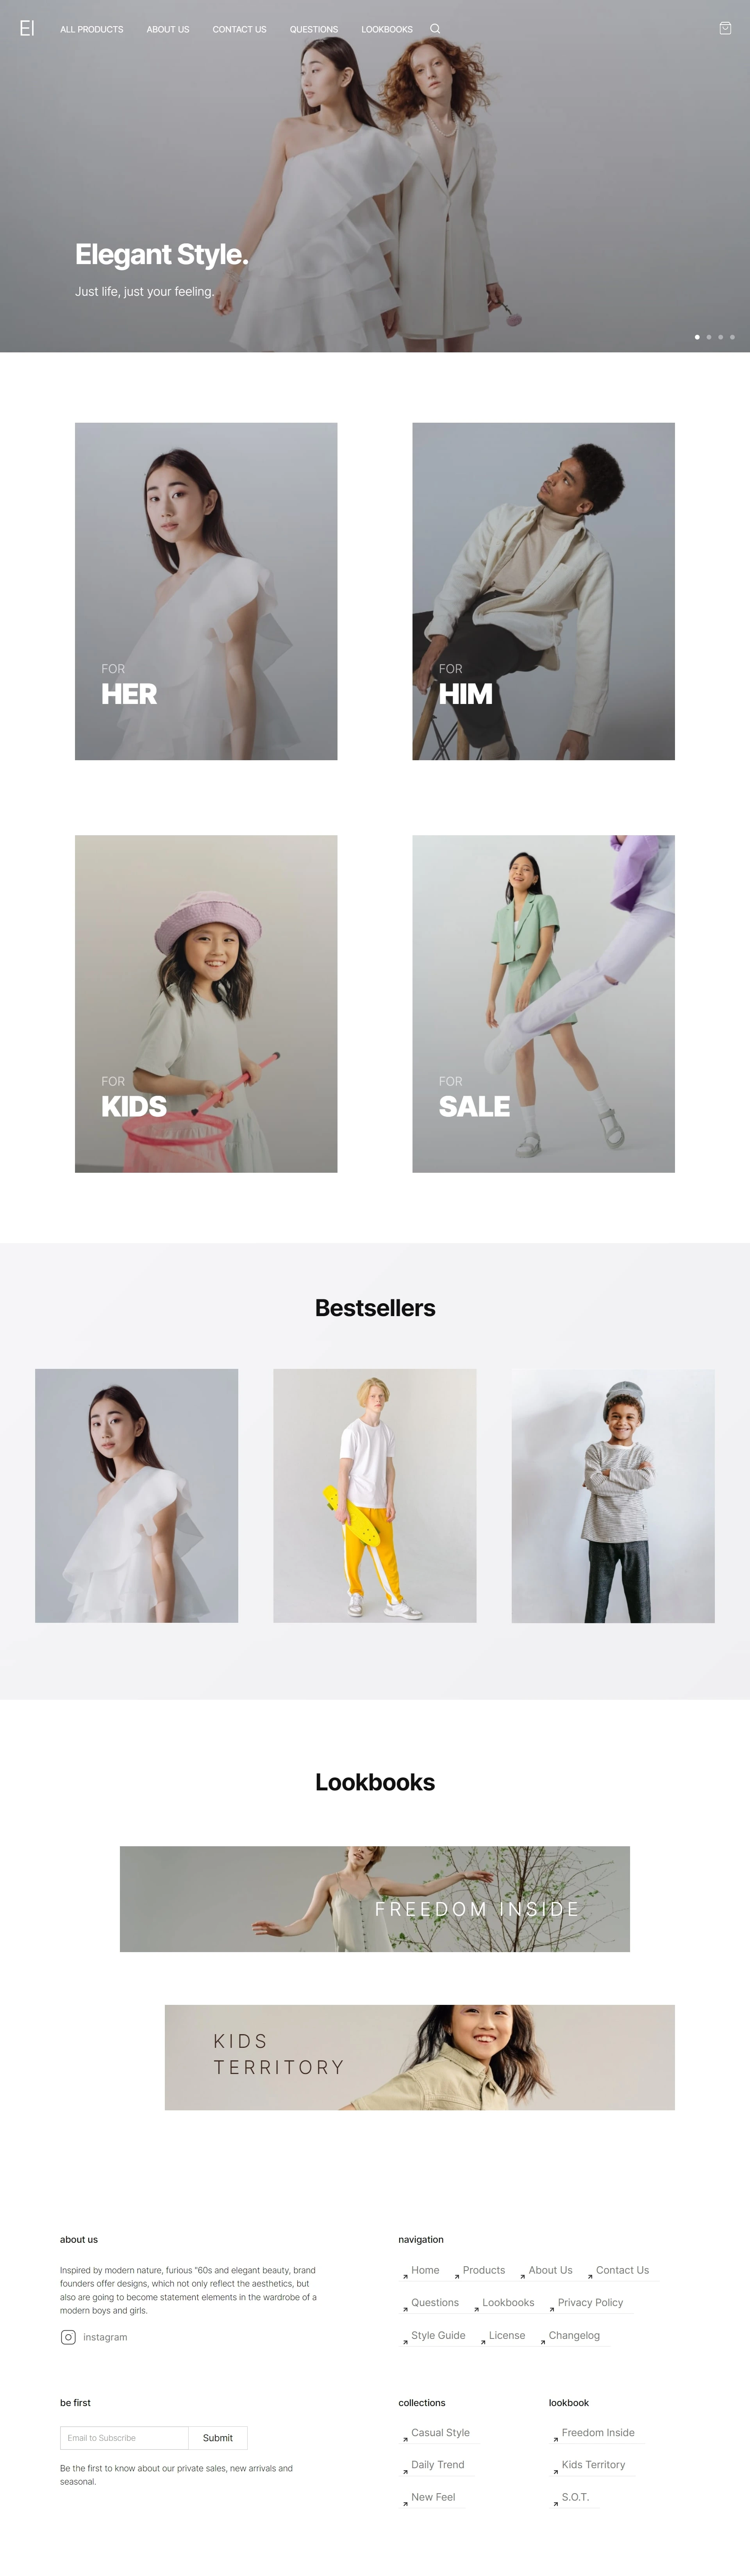 El
ALL PRODUCTS
ABOUT US
CONTACT US
QUESTIONS
LOOKBOOKS
Elegant Style.
Just life, just your feeling.
FOR
HER
FOR
HIM
FOR
KIDS
FOR
SALE
Bestsellers
Lookbooks
FREEDOM INSIDE
KIDS
TERRITORY
about us
Inspired by modern nature, furious "60s and elegant beauty, brand
founders offer designs, which not only reflect the aesthetics, but
also are going to become statement elements in the wardrobe of a
modern boys and girls.
instagram
navigation
Home
Products
About Us
Contact Us
Questions
Lookbooks
Privacy Policy
Style Guide
License
Changelog
be first
Email to Subscribe
Submit
Be the first to know about our private sales, new arrivals and
seasonal.
collections
Casual Style
Daily Trend
New Feel
lookbook
Freedom Inside
Kids Territory
S.O.T.